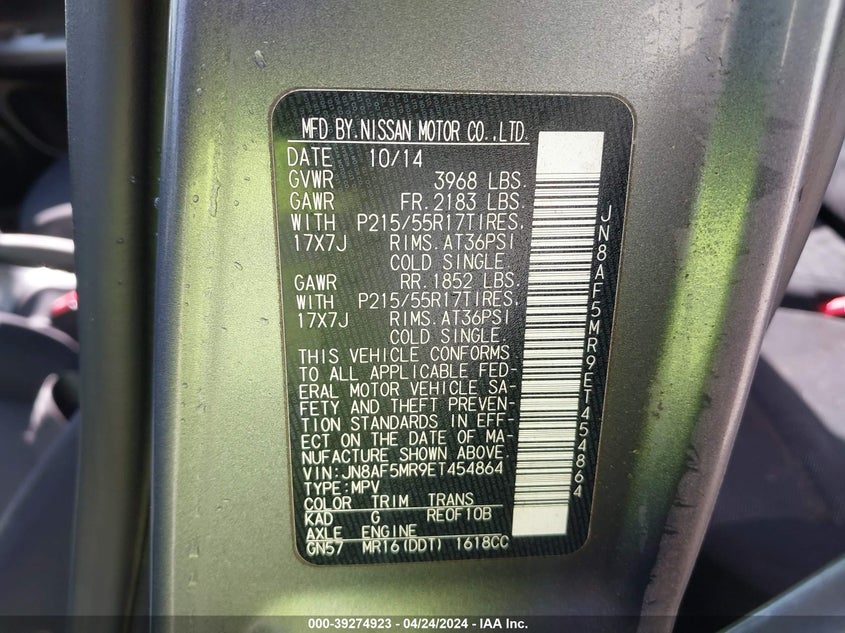 MFD BY.NISSAN MOTOR CO.,LTD.
DATE 10/14
GVWR 3968 LBS.
GAWR FR.2183 LBS.
WITH P215/55R17TIRES,
17X7J RIMS.AT36PSI
COLD SINGLE.
GAWR RR.1852 LBS.
WITH P215/55R17TIRES,
17X7J RIMS.AT36PSI
COLD SINGLE.
THIS VEHICLE CONFORMS
TO ALL APPLICABLE FED-
ERAL MOTOR VEHICLE SA-
FETY AND THEFT PREVEN-
TION STANDARDS IN EFF-
ECT ON THE DATE OF MA-
NUFACTURE SHOWN ABOVE.
VIN:JN8AF5MR9ET454864
TYPE:MPV
COLOR TRIM TRANS
KAD G RE0F10B
AXLE ENGINE
GN57 MR16(DDT) 1618CC
JN8AF5MR9ET454864
000-39274923 - 04/24/2024 - IAA Inc.